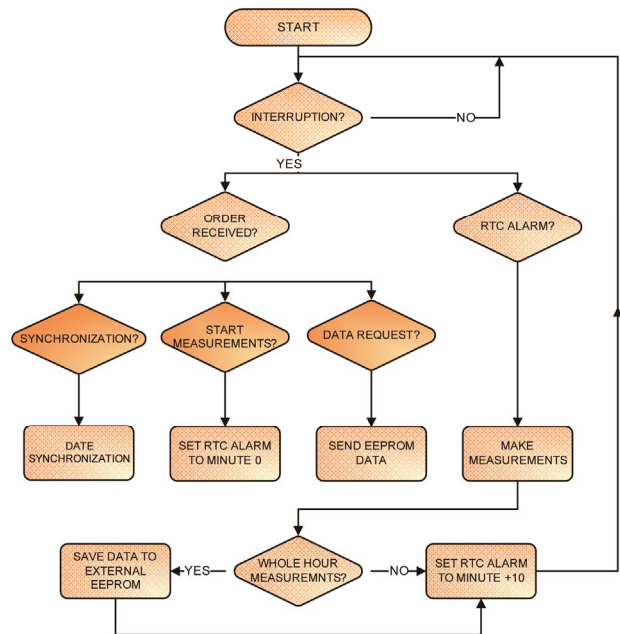 START
INTERRUPTION?
NO
YES
ORDER
RECEIVED?
RTC ALARM?
SYNCHRONIZATION?
START
MEASUREMENTS?
DATA REQUEST?
DATE
SYNCHRONIZATION
SET RTC ALARM
TO MINUTE 0
SEND EEPROM
DATA
MAKE
MEASUREMENTS
SAVE DATA TO
EXTERNAL
EEPROM
YES
WHOLE HOUR
MEASUREMNTS?
NO
SET RTC ALARM
TO MINUTE +10